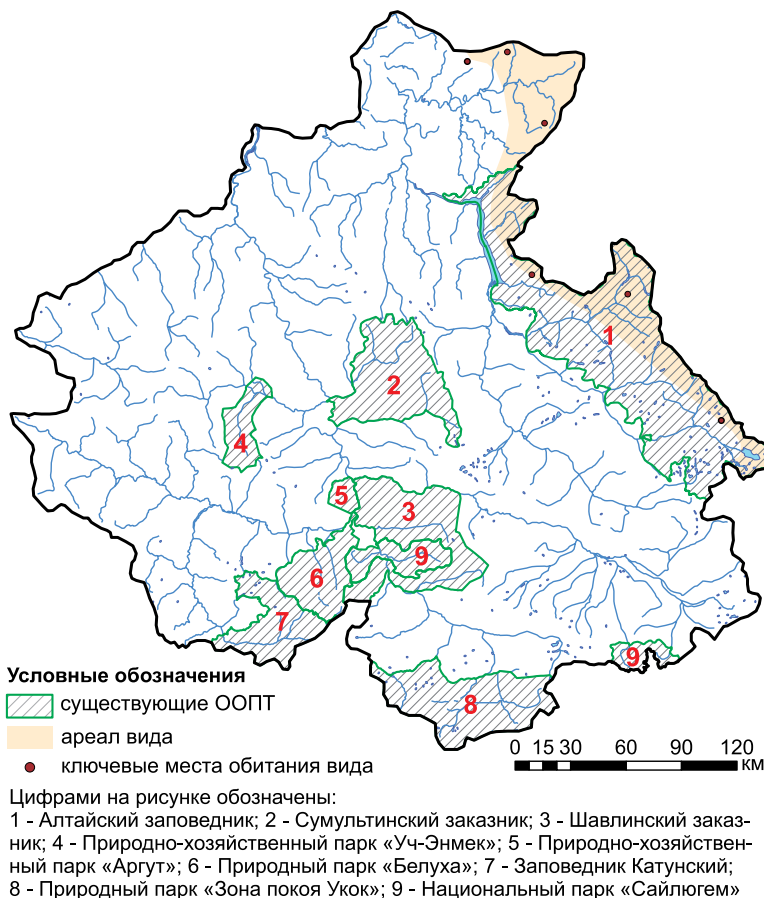 1
2
4
5
3
9
6
7
9
8
Условные обозначения
существующие ООПТ
ареал вида
ключевые места обитания вида
0 15 30 60 90 120
км
Цифрами на рисунке обозначены:
1 - Алтайский заповедник; 2 - Сумультинский заказник; 3 - Шавлинский заказ-
ник; 4 - Природно-хозяйственный парк «Уч-Энмек»; 5 - Природно-хозяйствен-
ный парк «Аргут»; 6 - Природный парк «Белуха»; 7 - Заповедник Катунский;
8 - Природный парк «Зона покоя Укок»; 9 - Национальный парк «Сайлюгем»